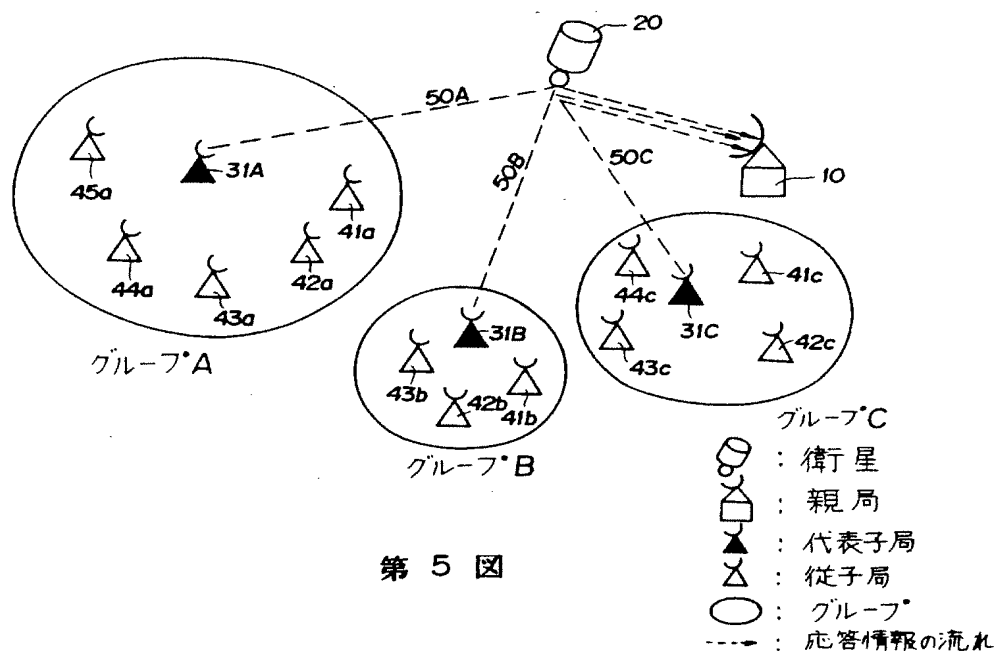 20
50A
50B
50C
10
31A
45a
41a
44a
42a
43a
グループA
31B
43b
42b
41b
グループB
44c
41c
31C
43c
42c
グループC
：衛星
：親局
：代表子局
：従子局
：グループ
：応答情報の流れ
第5図